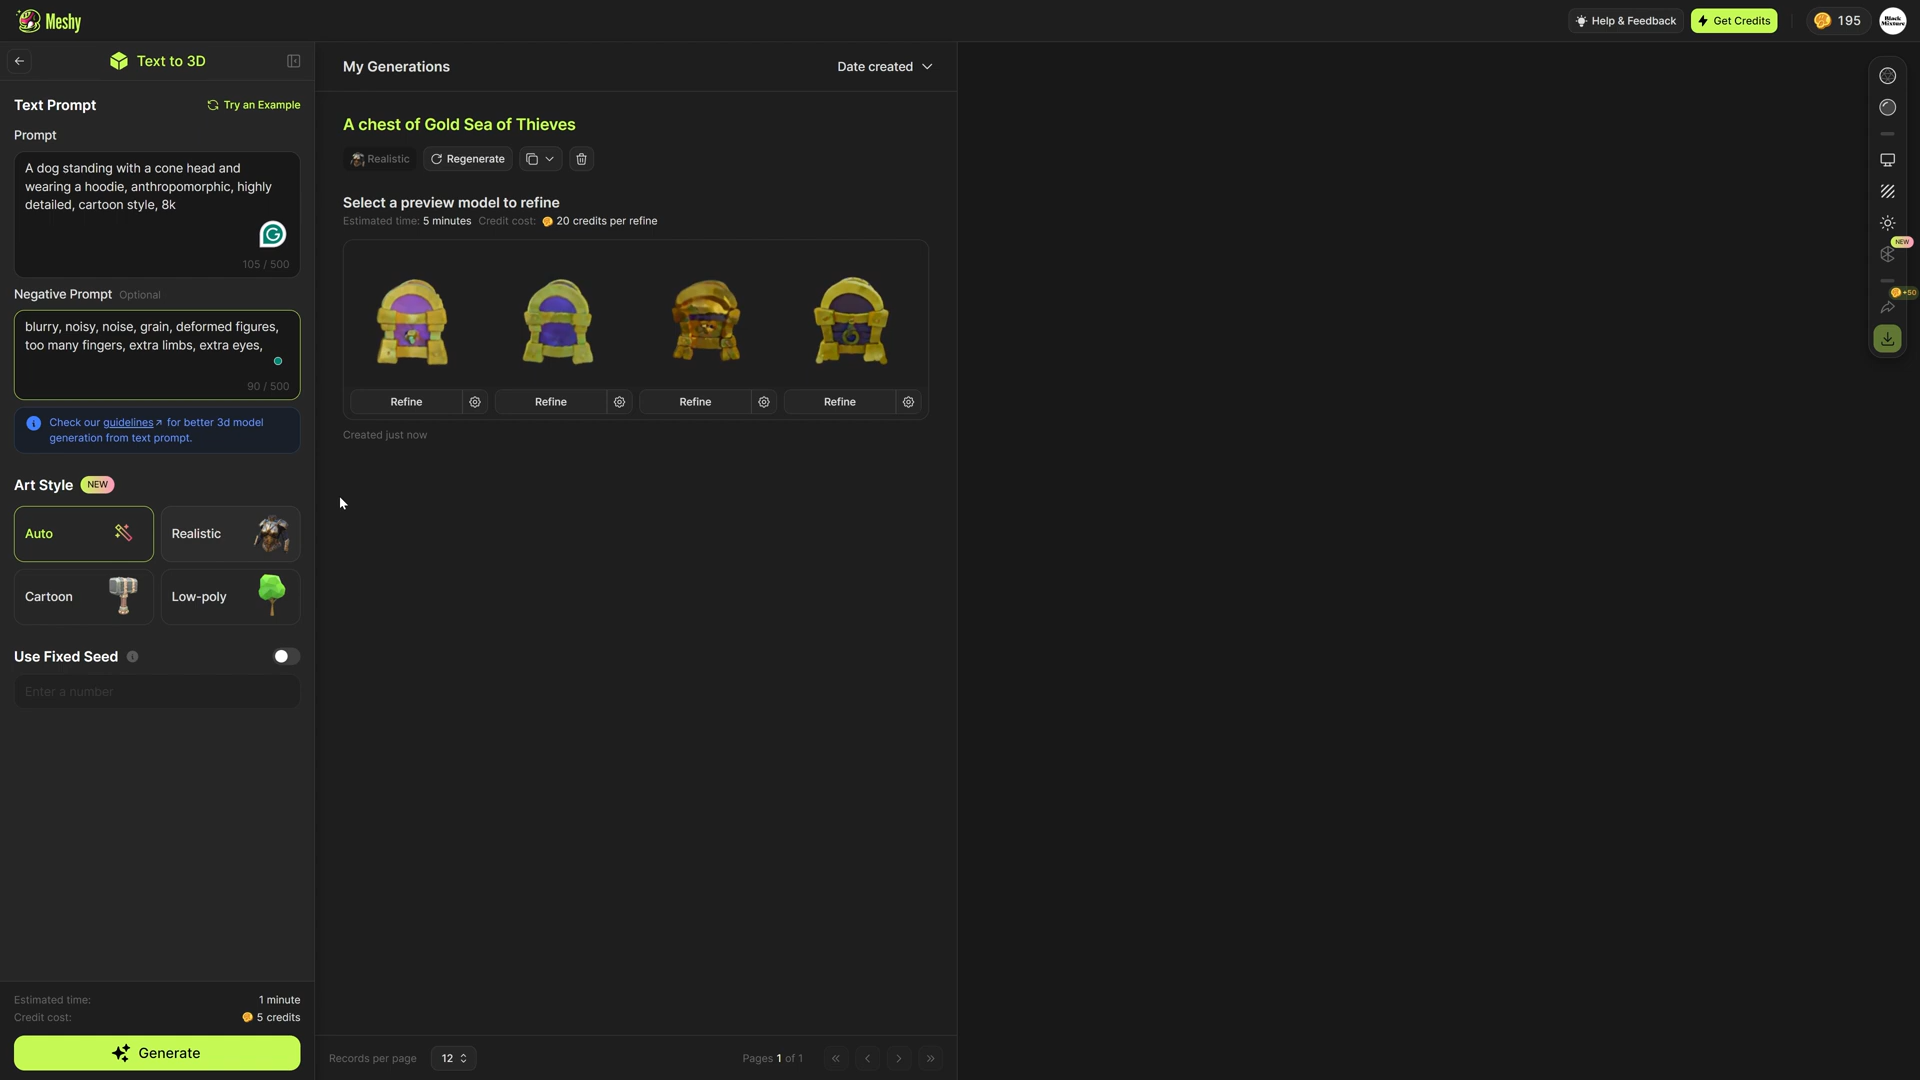 Meshy
Help & Feedback
Get Credits
195
Black
Mixture
Text to 3D
Text Prompt
Try an Example
Prompt
A dog standing with a cone head and
wearing a hoodie, anthropomorphic, highly
detailed, cartoon style, 8k
105 / 500
Negative Prompt Optional
blurry, noisy, noise, grain, deformed figures,
too many fingers, extra limbs, extra eyes,
90 / 500
Check our guidelines for better 3d model
generation from text prompt.
Art Style NEW
Auto
Realistic
Cartoon
Low-poly
Use Fixed Seed
Enter a number
Estimated time: 1 minute
Credit cost: 5 credits
Generate
My Generations
Date created
A chest of Gold Sea of Thieves
Realistic
Regenerate
Select a preview model to refine
Estimated time: 5 minutes Credit cost: 20 credits per refine
Refine
Refine
Refine
Refine
Created just now
Records per page 12
Pages 1 of 1
NEW
+50